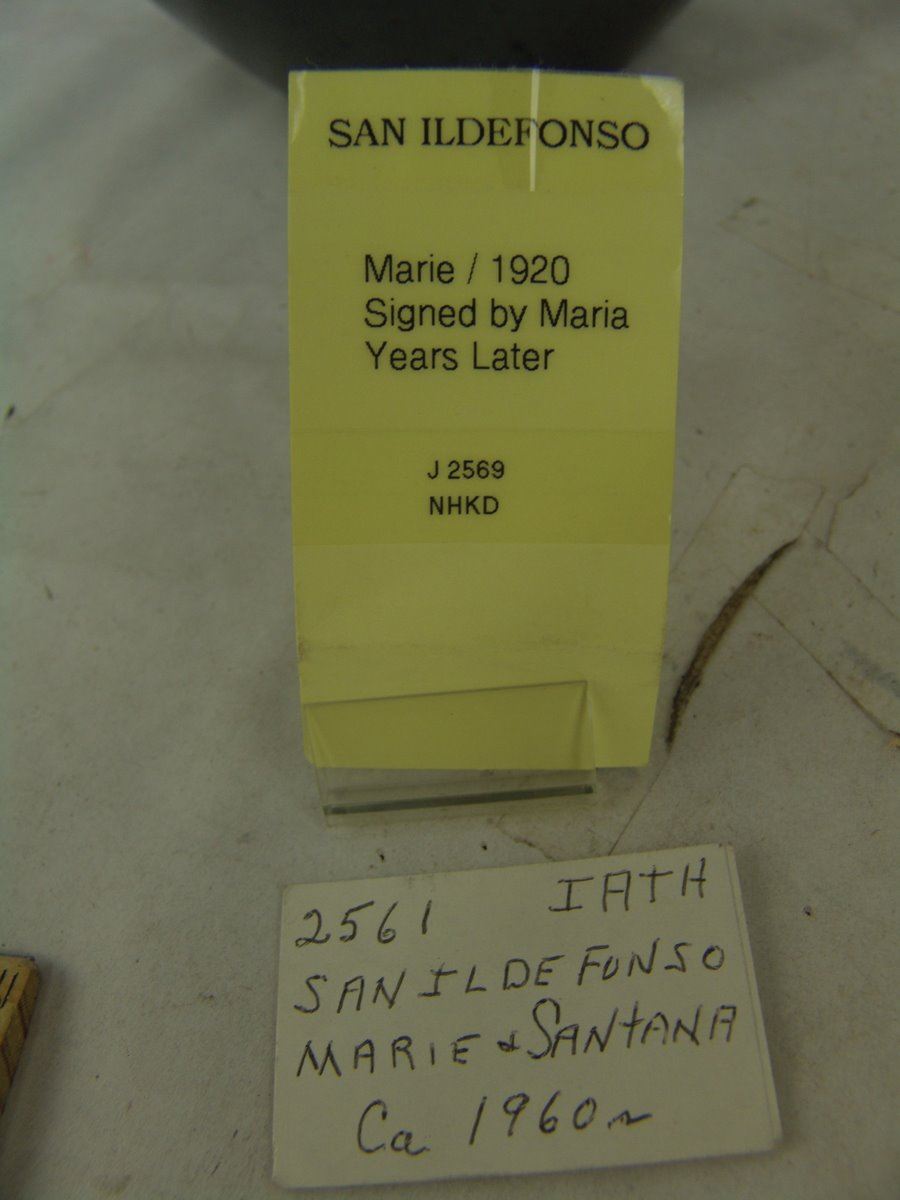 SAN ILDEFONSO
Marie / 1920
Signed by Maria
Years Later
J 2569
NHKD
2561 IATH
SAN ILDEFONSO
MARIE & SANTANA
Ca 1960~